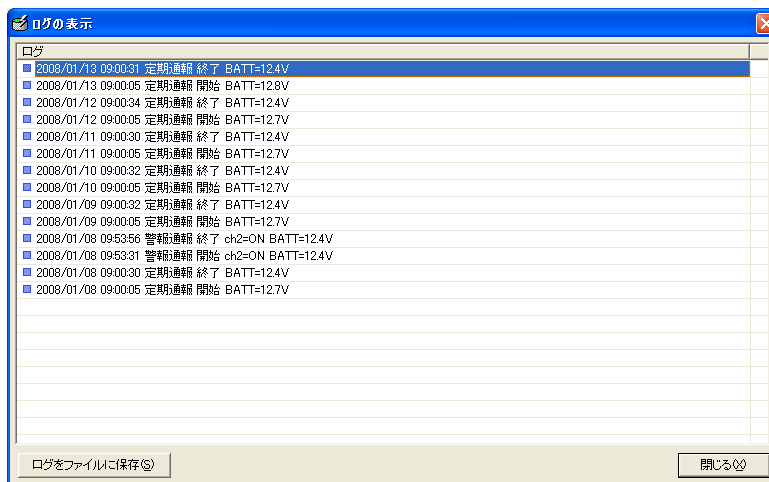 ログの表示
ログ
2008/01/13 09:00:31 定期通報 終了 BATT=12.4V
2008/01/13 09:00:05 定期通報 開始 BATT=12.8V
2008/01/12 09:00:34 定期通報 終了 BATT=12.4V
2008/01/12 09:00:05 定期通報 開始 BATT=12.7V
2008/01/11 09:00:30 定期通報 終了 BATT=12.4V
2008/01/11 09:00:05 定期通報 開始 BATT=12.7V
2008/01/10 09:00:32 定期通報 終了 BATT=12.4V
2008/01/10 09:00:05 定期通報 開始 BATT=12.7V
2008/01/09 09:00:32 定期通報 終了 BATT=12.4V
2008/01/09 09:00:05 定期通報 開始 BATT=12.7V
2008/01/08 09:53:56 警報通報 終了 ch2=ON BATT=12.4V
2008/01/08 09:53:31 警報通報 開始 ch2=ON BATT=12.4V
2008/01/08 09:00:30 定期通報 終了 BATT=12.4V
2008/01/08 09:00:05 定期通報 開始 BATT=12.7V
ログをファイルに保存(S) 閉じる(X)